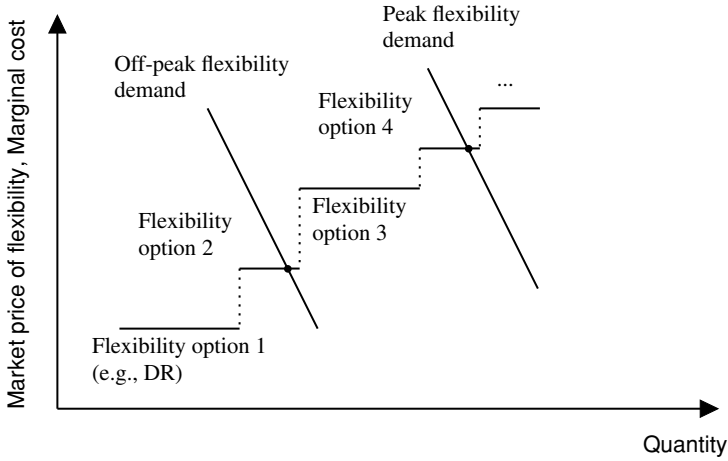 Market price of flexibility, Marginal cost
Peak flexibility
demand
Off-peak flexibility
demand
...
Flexibility
option 4
Flexibility
option 2
Flexibility
option 3
Flexibility option 1
(e.g., DR)
Quantity